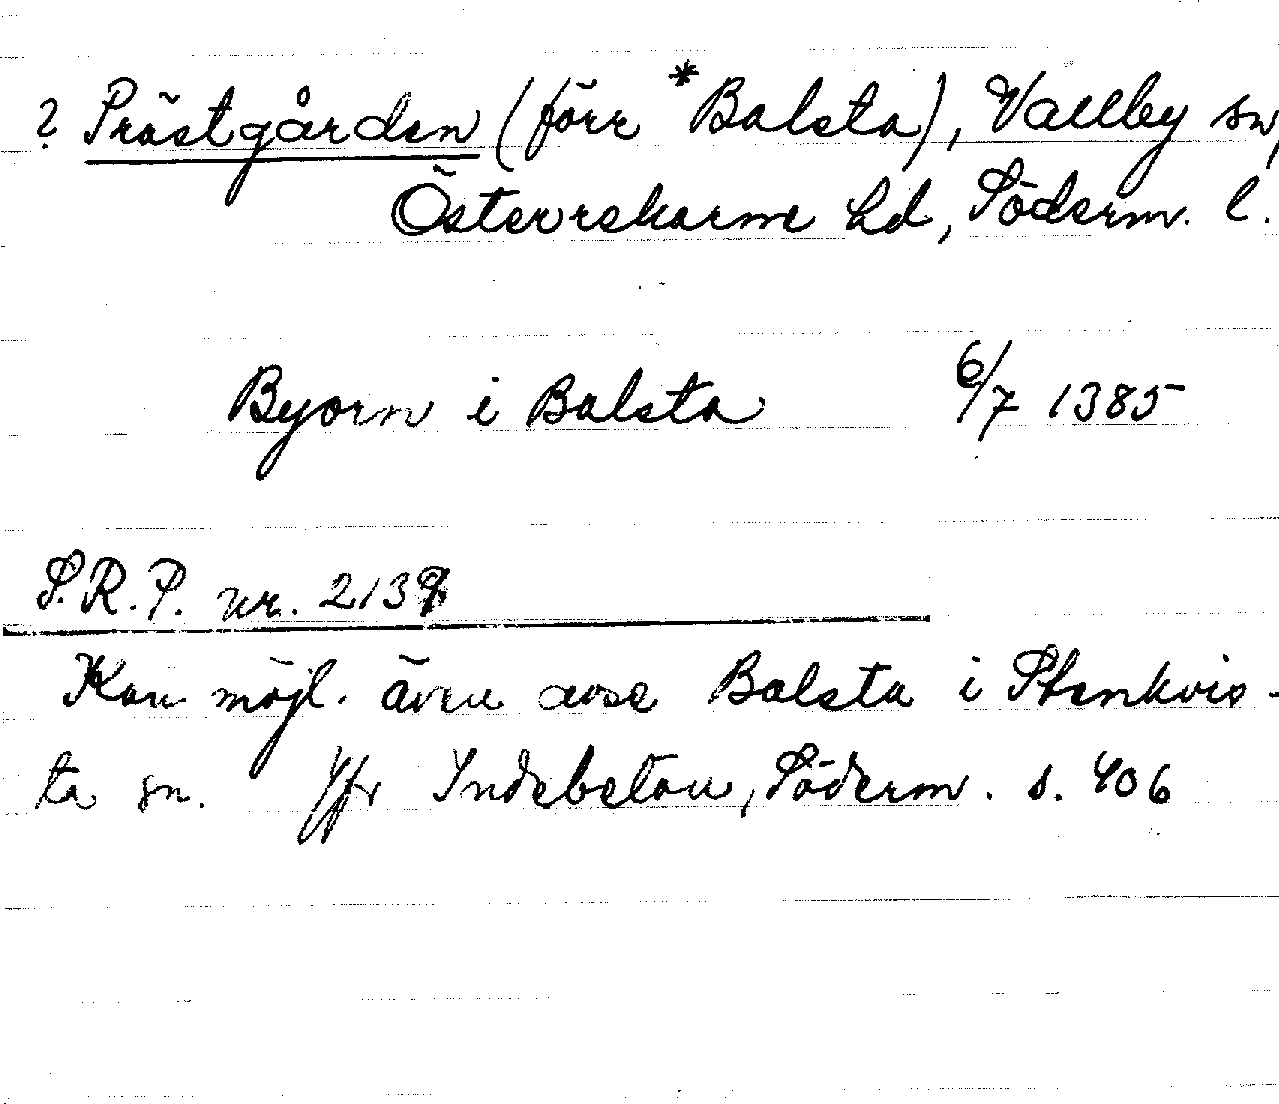 ? Prästgården (förr *Balsta), Vallby sn,
Österrekarne hd, Söderm. l.
Byorn i Balsta 6/7 1385
S.R.P. nr. 2139
Kan möjl. även avse Balsta i Stenkvis-
ta sn. Jfr Indebetou, Söderm. s. 406